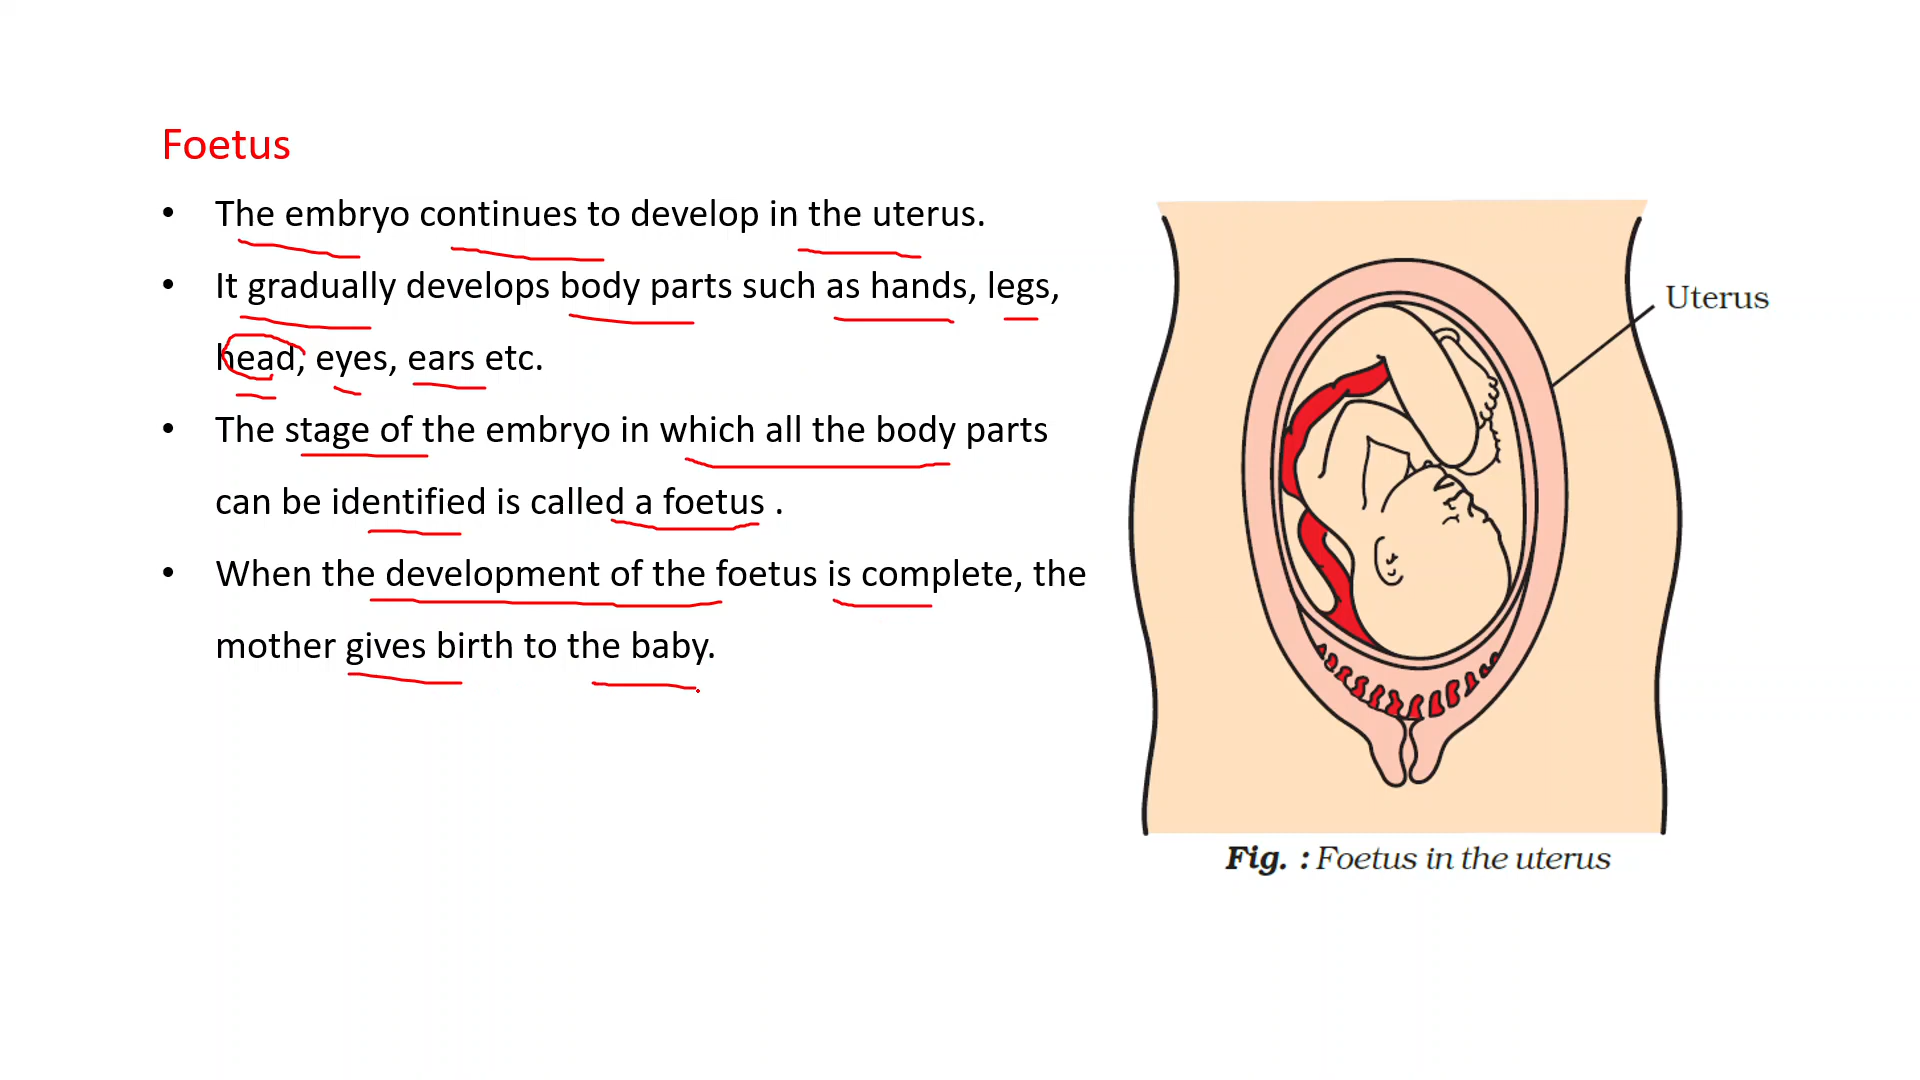 Foetus
• The embryo continues to develop in the uterus.
• It gradually develops body parts such as hands, legs,
head, eyes, ears etc.
• The stage of the embryo in which all the body parts
can be identified is called a foetus .
• When the development of the foetus is complete, the
mother gives birth to the baby.
Uterus
Fig. : Foetus in the uterus